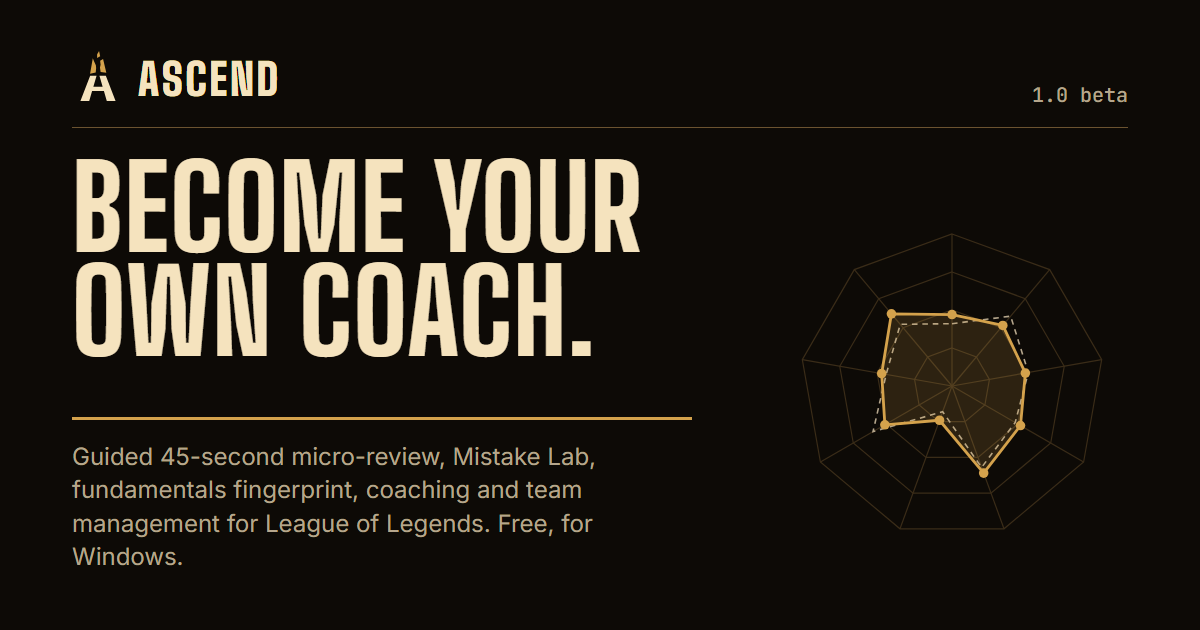 ASCEND
1.0 beta
BECOME YOUR
OWN COACH.
Guided 45-second micro-review, Mistake Lab,
fundamentals fingerprint, coaching and team
management for League of Legends. Free, for
Windows.